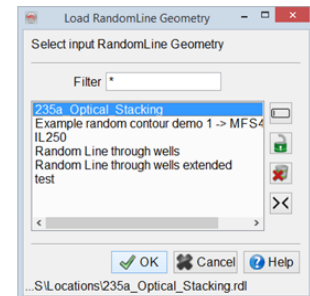 Load RandomLine Geometry
Select input RandomLine Geometry
Filter *
235a_Optical_Stacking
Example random contour demo 1 -> MFS4
IL250
Random Line through wells
Random Line through wells extended
test
OK Cancel Help
...S\Locations\235a_Optical_Stacking.rdl